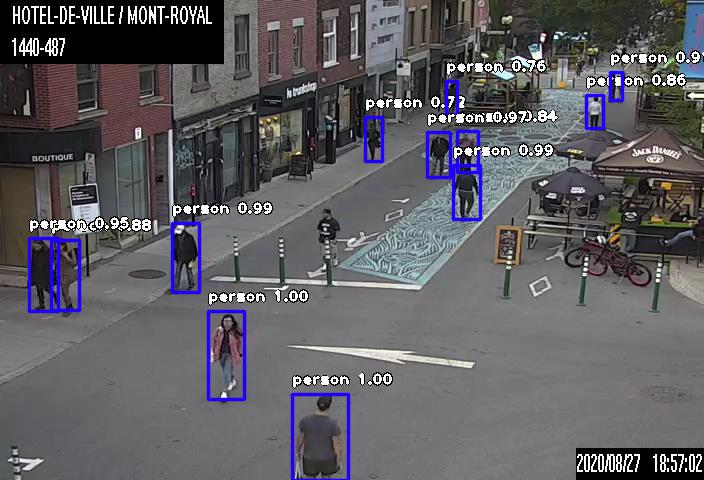 HOTEL-DE-VILLE / MONT-ROYAL
1440-487
person 0.91
person 0.76
person 0.86
person 0.72
person 0.97
0.84
person 0.99
BOUTIQUE
JACK DANIEL'S
person 0.99
person 0.95
.88
person 1.00
person 1.00
2020/08/27 18:57:02